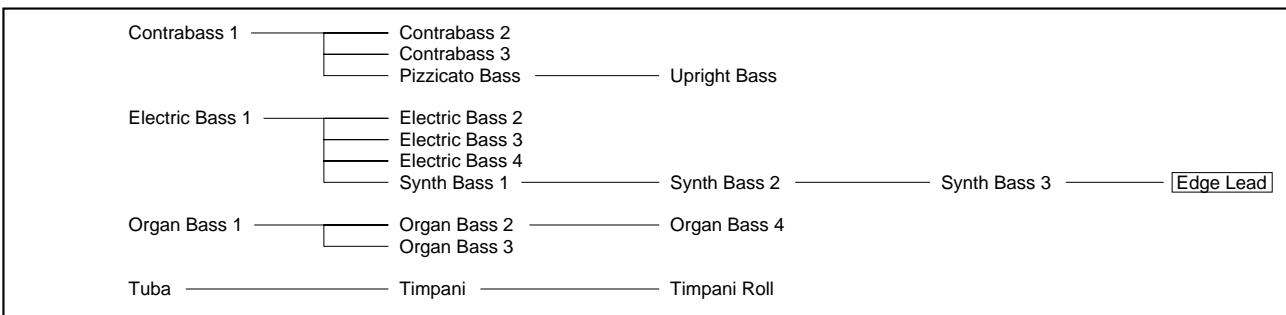 Contrabass 1 Contrabass 2
Contrabass 3
Pizzicato Bass Upright Bass
Electric Bass 1 Electric Bass 2
Electric Bass 3
Electric Bass 4
Synth Bass 1 Synth Bass 2 Synth Bass 3 Edge Lead
Organ Bass 1 Organ Bass 2 Organ Bass 4
Organ Bass 3
Tuba Timpani Timpani Roll